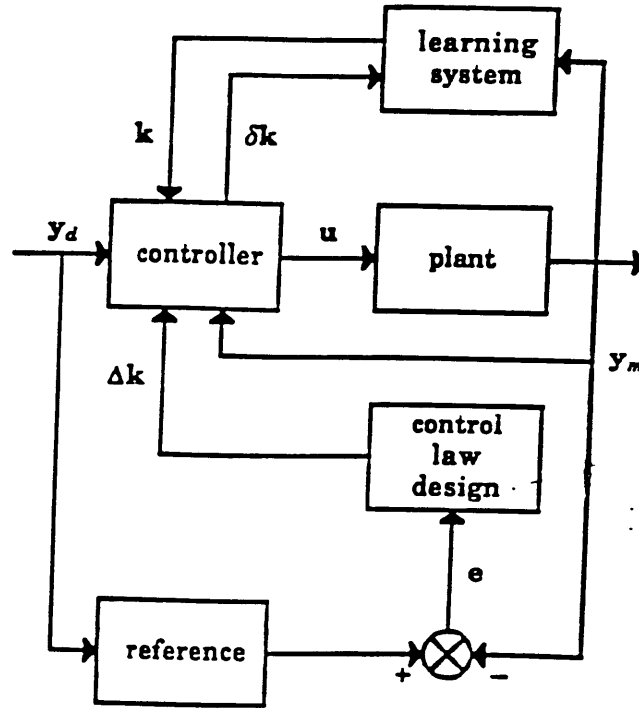 learning
system
k
δk
y_d
controller
u
plant
Δk
y_m
control
law
design
e
reference
+
−